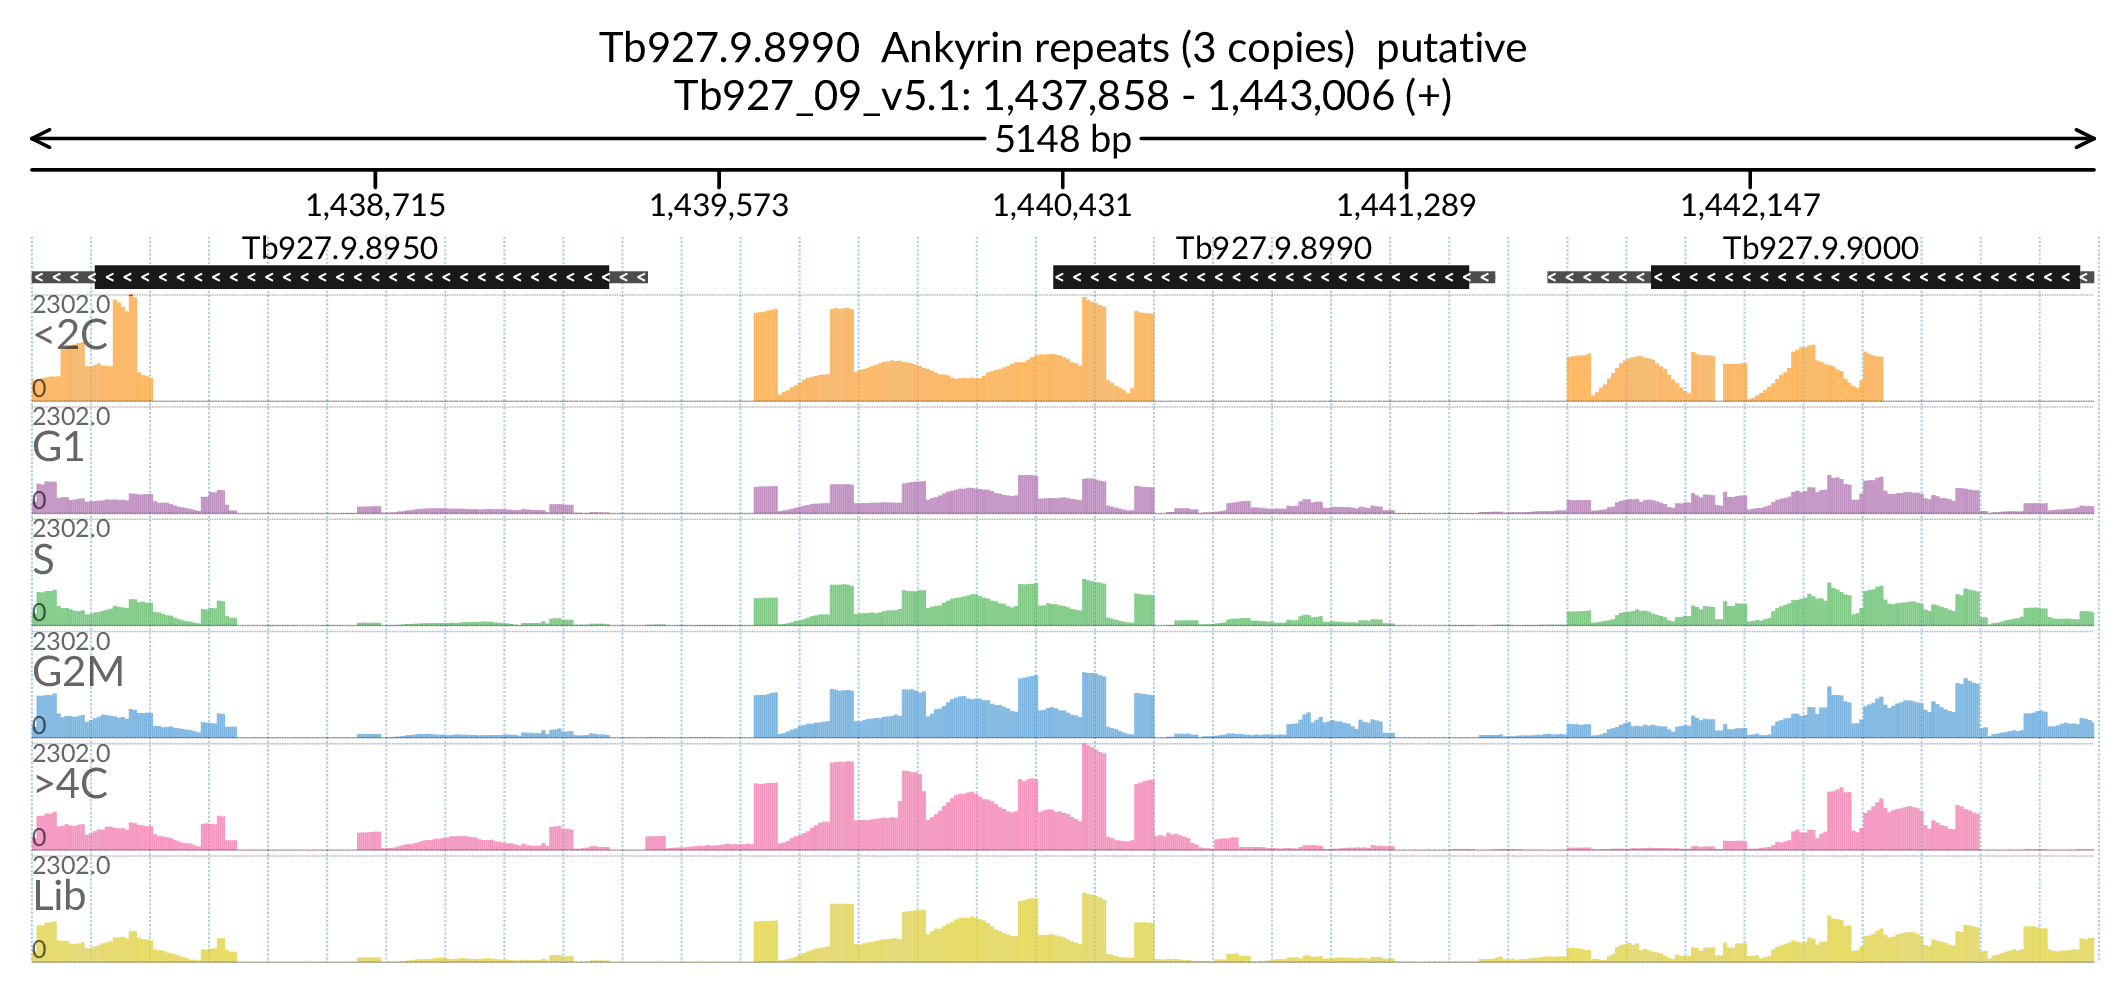 Tb927.9.8990  Ankyrin repeats (3 copies)  putative
Tb927_09_v5.1: 1,437,858 - 1,443,006 (+)
5148 bp
1,438,715 1,439,573 1,440,431 1,441,289 1,442,147
Tb927.9.8950 Tb927.9.8990 Tb927.9.9000
2302.0
<2C
0
2302.0
G1
0
2302.0
S
0
2302.0
G2M
0
2302.0
>4C
0
2302.0
Lib
0